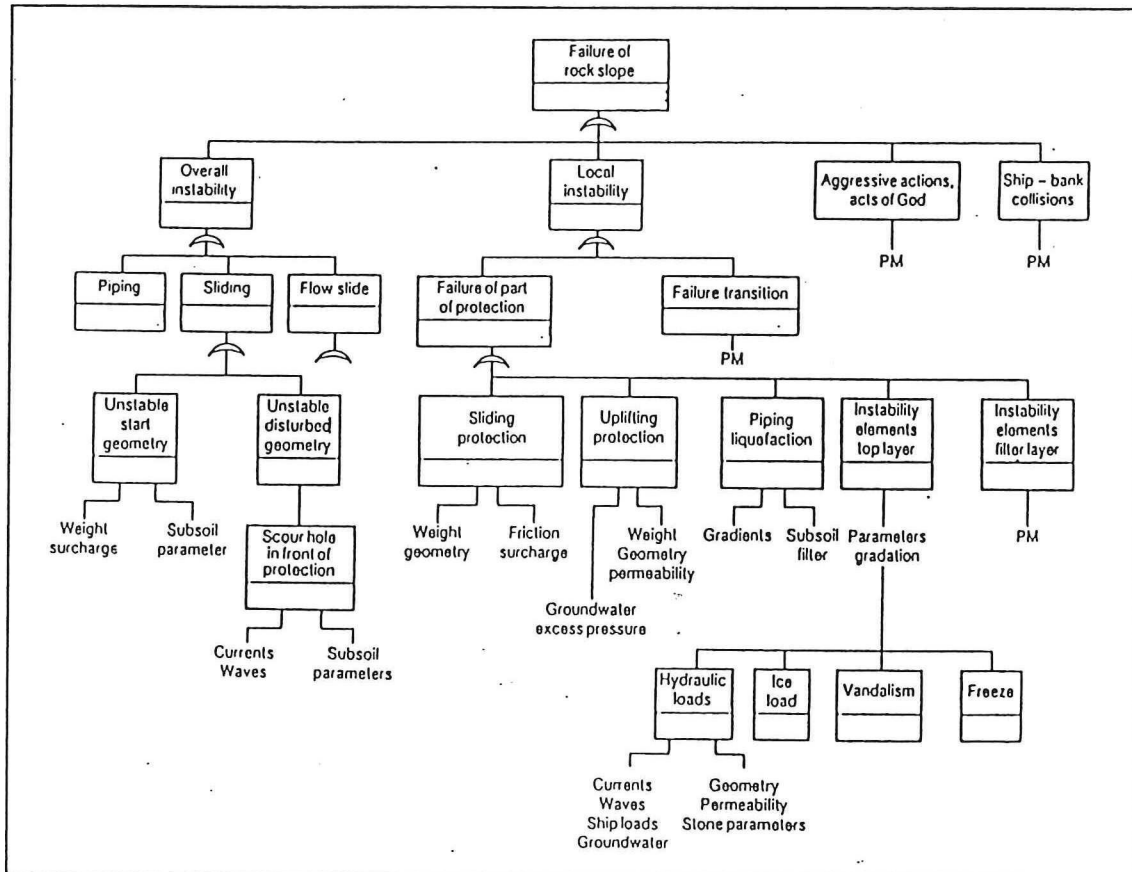 Failure of
rock slope
Overall
instability
Local
instability
Aggressive actions,
acts of God
Ship – bank
collisions
PM
PM
Piping
Sliding
Flow slide
Failure of part
of protection
Failure transition
PM
Unstable
start
geometry
Unstable
disturbed
geometry
Sliding
protection
Uplifting
protection
Piping
liquofaction
Instability
elements
top layer
Instability
elements
filter layer
Weight
surcharge
Subsoil
parameter
Scour hole
in front of
protection
Weight
geometry
Friction
surcharge
Weight
Geometry
permeability
Groundwater
excess pressure
Gradients
Subsoil
filter
Parameters
gradation
PM
Currents
Waves
Subsoil
parameters
Hydraulic
loads
Ice
load
Vandalism
Freeze
Currents
Waves
Ship loads
Groundwater
Geometry
Permeability
Stone parameters